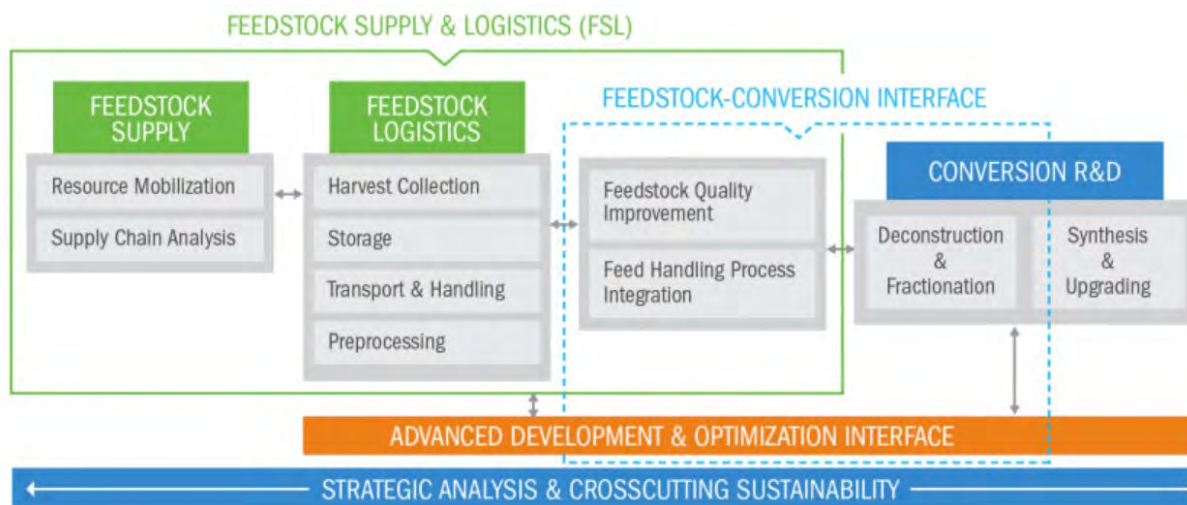 FEEDSTOCK SUPPLY & LOGISTICS (FSL)
FEEDSTOCK
SUPPLY
Resource Mobilization
Supply Chain Analysis
FEEDSTOCK
LOGISTICS
Harvest Collection
Storage
Transport & Handling
Preprocessing
FEEDSTOCK-CONVERSION INTERFACE
Feedstock Quality
Improvement
Feed Handling Process
Integration
CONVERSION R&D
Deconstruction
&
Fractionation
Synthesis
&
Upgrading
ADVANCED DEVELOPMENT & OPTIMIZATION INTERFACE
STRATEGIC ANALYSIS & CROSSCUTTING SUSTAINABILITY